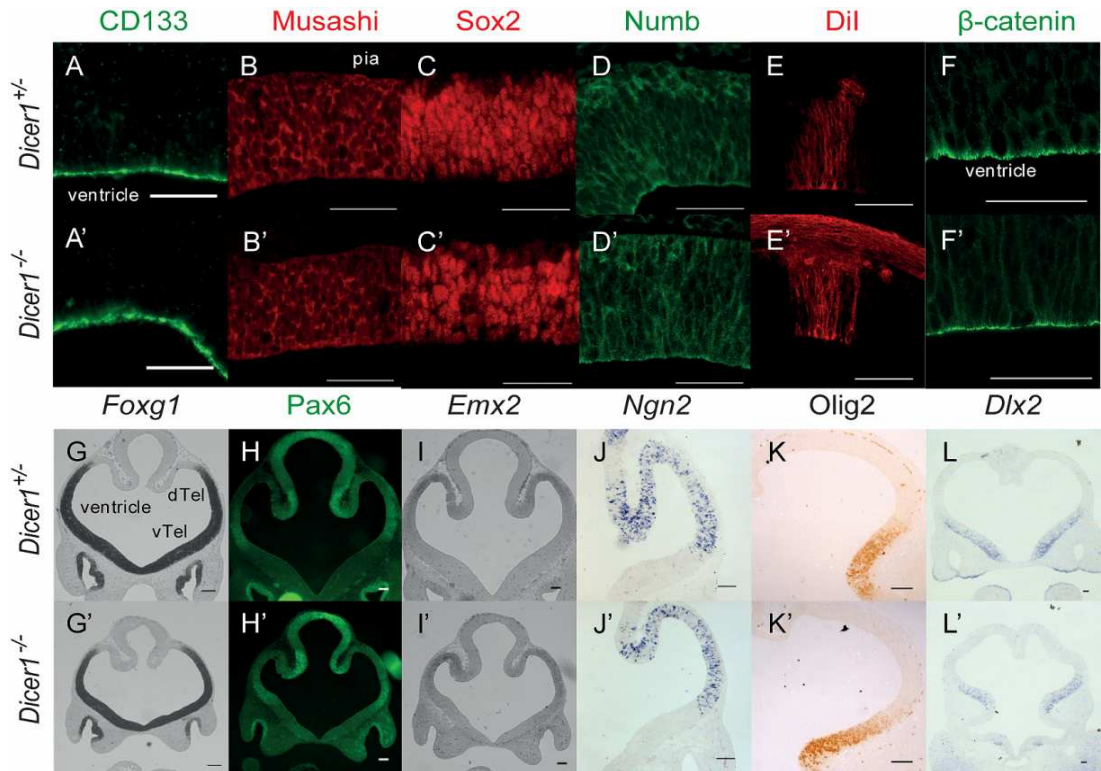 CD133 Musashi Sox2 Numb DiI β-catenin
Dicer1+/-
A B pia C D E F
ventricle ventricle
Dicer1-/-
A' B' C' D' E' F'
Foxg1 Pax6 Emx2 Ngn2 Olig2 Dlx2
Dicer1+/-
G H I J K L
ventricle dTel
vTel
Dicer1-/-
G' H' I' J' K' L'